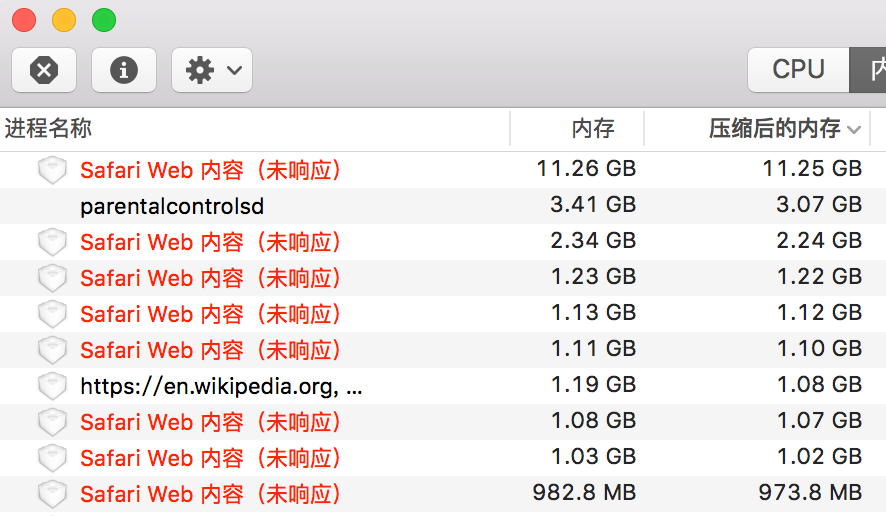 CPU
进程名称 内存 压缩后的内存
Safari Web 内容（未响应） 11.26 GB 11.25 GB
parentalcontrolsd 3.41 GB 3.07 GB
Safari Web 内容（未响应） 2.34 GB 2.24 GB
Safari Web 内容（未响应） 1.23 GB 1.22 GB
Safari Web 内容（未响应） 1.13 GB 1.12 GB
Safari Web 内容（未响应） 1.11 GB 1.10 GB
https://en.wikipedia.org, ... 1.19 GB 1.08 GB
Safari Web 内容（未响应） 1.08 GB 1.07 GB
Safari Web 内容（未响应） 1.03 GB 1.02 GB
Safari Web 内容（未响应） 982.8 MB 973.8 MB